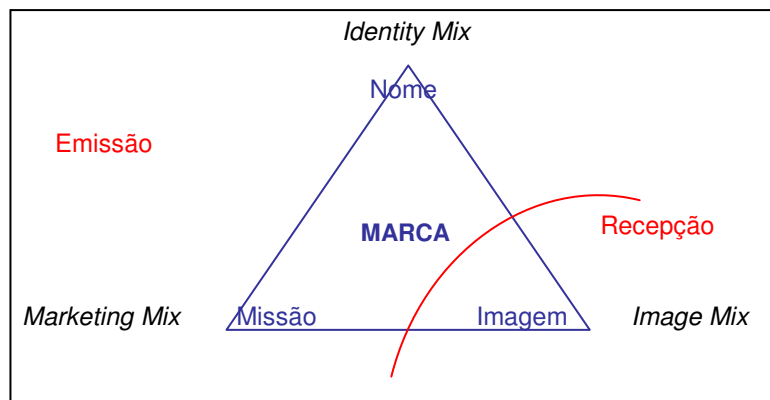 Identity Mix
Nome
Emissão
MARCA
Recepção
Marketing Mix
Missão
Imagem
Image Mix